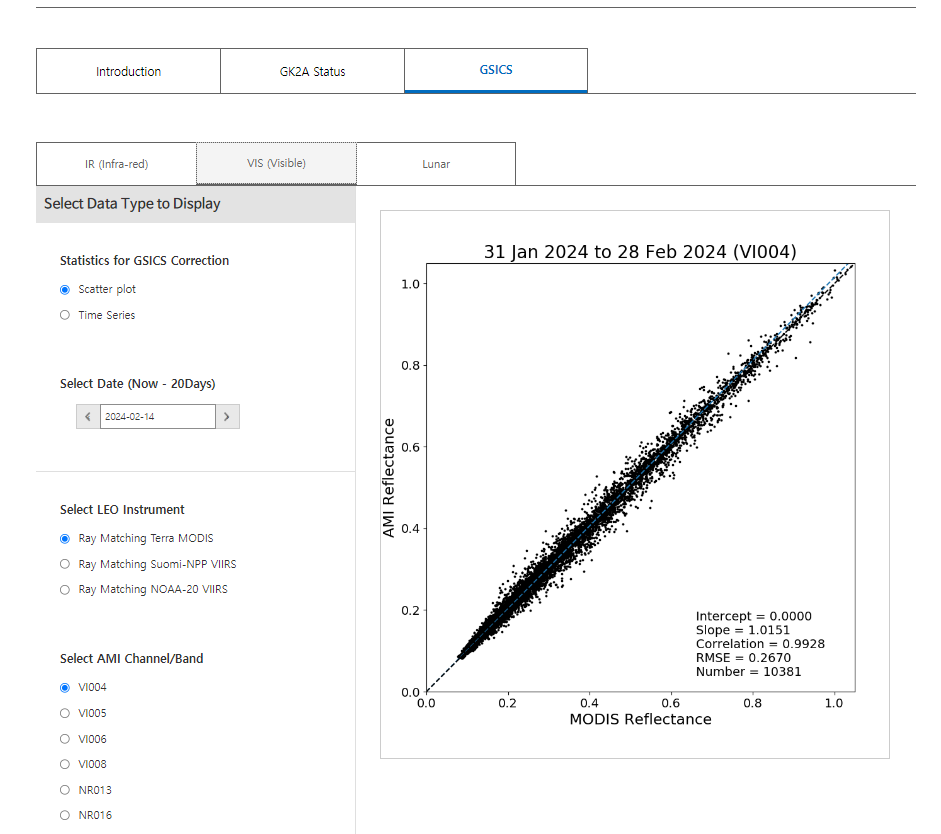 Introduction
GK2A Status
GSICS
IR (Infra-red)
VIS (Visible)
Lunar
Select Data Type to Display
Statistics for GSICS Correction
Scatter plot
Time Series
Select Date (Now - 20Days)
2024-02-14
Select LEO Instrument
Ray Matching Terra MODIS
Ray Matching Suomi-NPP VIIRS
Ray Matching NOAA-20 VIIRS
Select AMI Channel/Band
VI004
VI005
VI006
VI008
NR013
NR016
31 Jan 2024 to 28 Feb 2024 (VI004)
AMI Reflectance
1.0
0.8
0.6
0.4
0.2
0.0
Intercept = 0.0000
Slope = 1.0151
Correlation = 0.9928
RMSE = 0.2670
Number = 10381
0.0 0.2 0.4 0.6 0.8 1.0
MODIS Reflectance